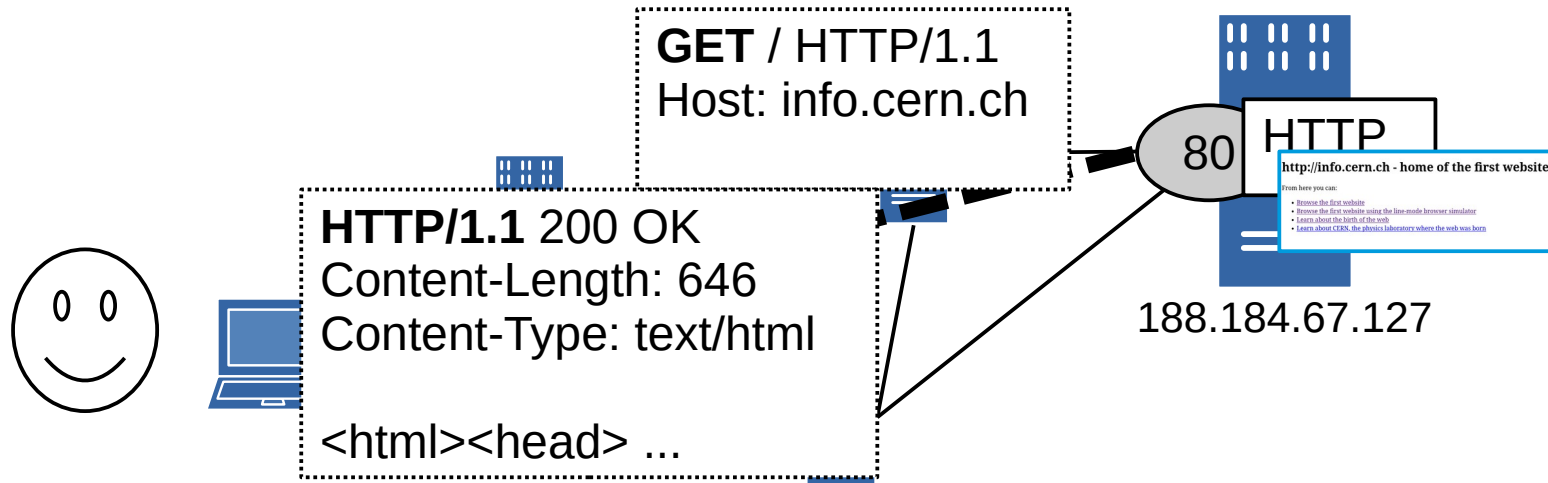 GET / HTTP/1.1
Host: info.cern.ch
HTTP/1.1 200 OK
Content-Length: 646
Content-Type: text/html
<html><head> ...
80
HTTP
http://info.cern.ch - home of the first website
From here you can:
Browse the first website
Browse the first website using the line-mode browser simulator
Learn about the birth of the web
Learn about CERN, the physics laboratory where the web was born
188.184.67.127